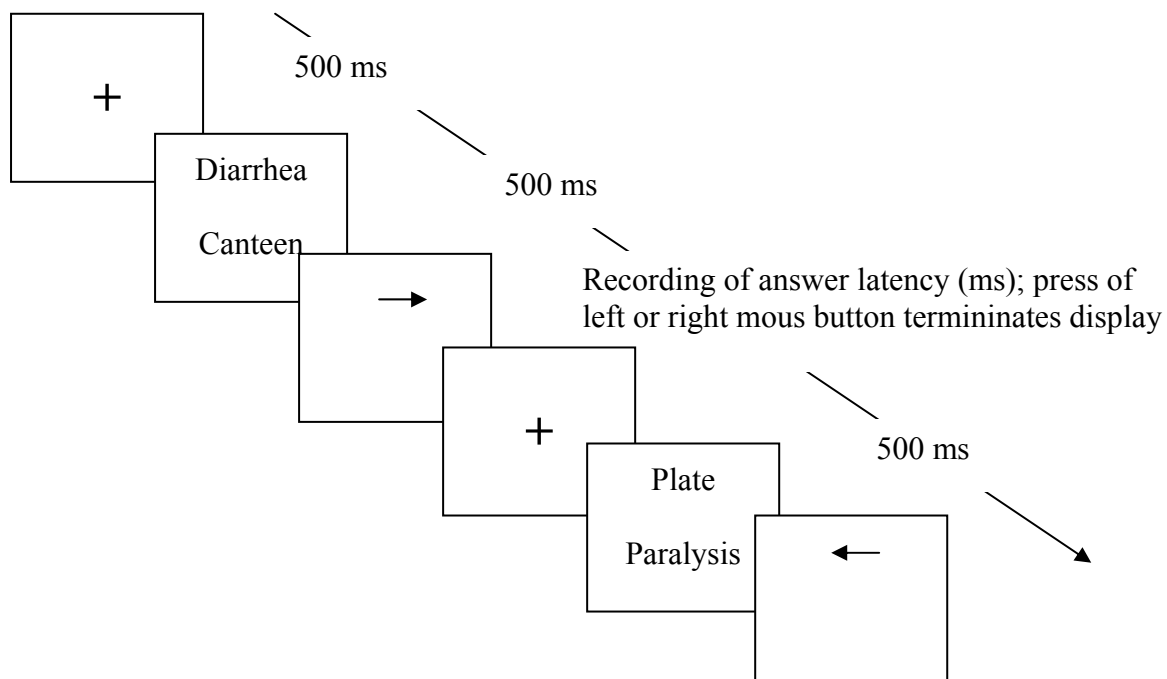 500 ms
+
Diarrhea
Canteen
500 ms
Recording of answer latency (ms); press of
left or right mous button termininates display
+
500 ms
Plate
Paralysis